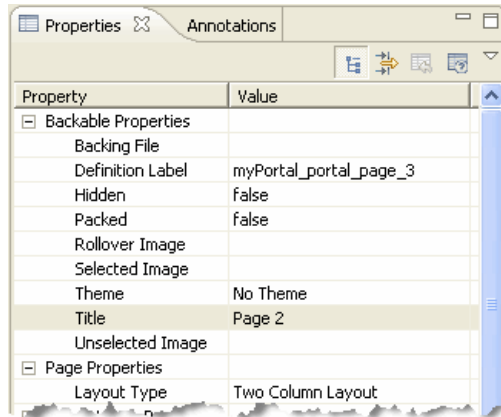 Properties Annotations
Property Value
Backable Properties
Backing File
Definition Label myPortal_portal_page_3
Hidden false
Packed false
Rollover Image
Selected Image
Theme No Theme
Title Page 2
Unselected Image
Page Properties
Layout Type Two Column Layout